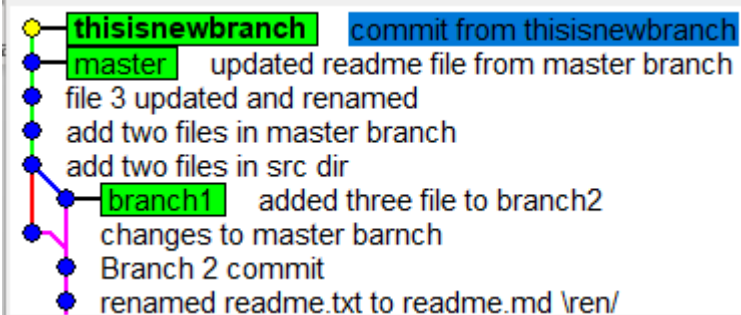 thisisnewbranch commit from thisisnewbranch
master updated readme file from master branch
file 3 updated and renamed
add two files in master branch
add two files in src dir
branch1 added three file to branch2
changes to master barnch
Branch 2 commit
renamed readme.txt to readme.md \ren/